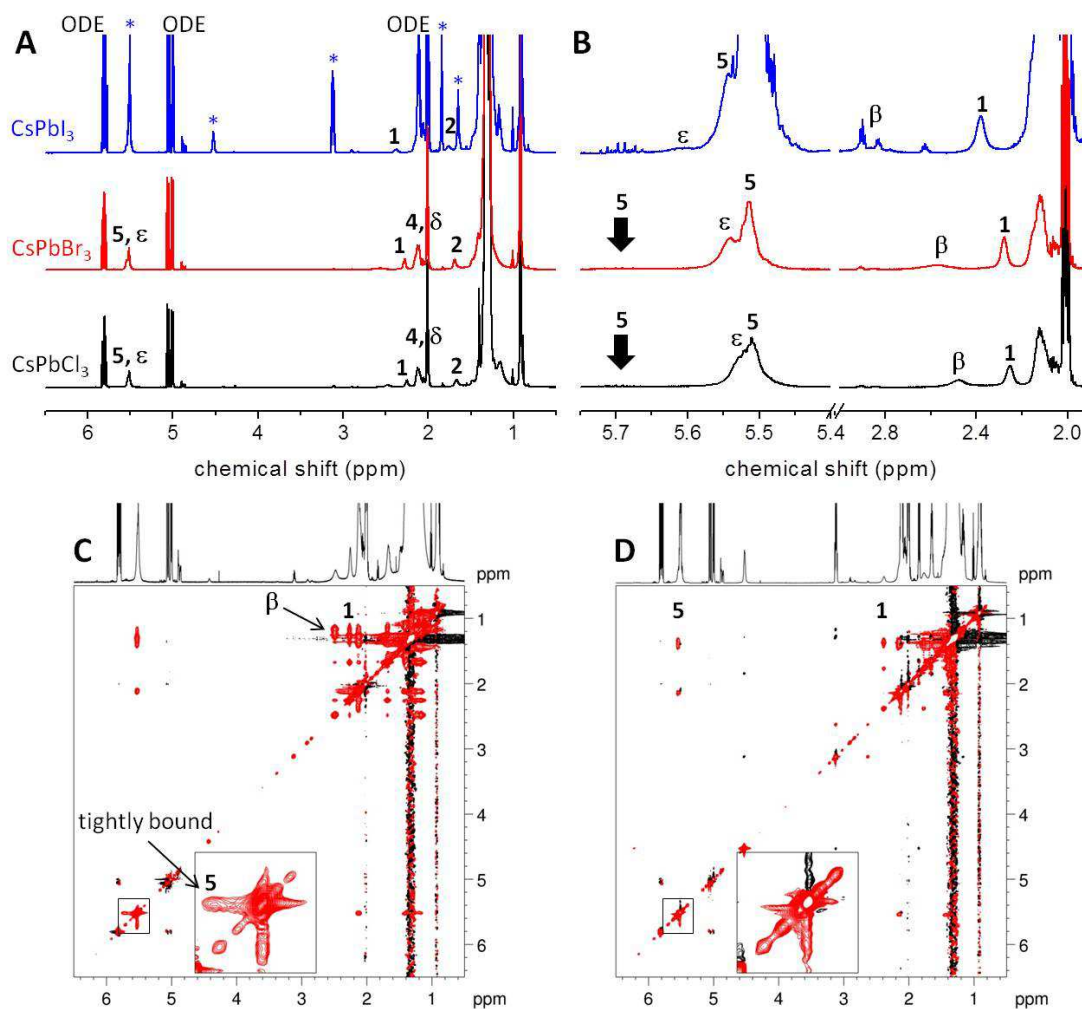 A
ODE * ODE ODE * *
* * 1 2
CsPbI₃
5, ε 4, δ
1 2
CsPbBr₃
5, ε 4, δ
1 2
CsPbCl₃
6 5 4 3 2 1
chemical shift (ppm)
B
5 β 1
ε
CsPbI₃
5 5
ε β 1
5 5
ε β 1
5.7 5.6 5.5 5.4 2.8 2.4 2.0
chemical shift (ppm)
C
ppm
β 1
1
2
3
4
tightly bound
5
5
6
6 5 4 3 2 1 ppm
D
ppm
5 1
1
2
3
4
5
6
6 5 4 3 2 1 ppm